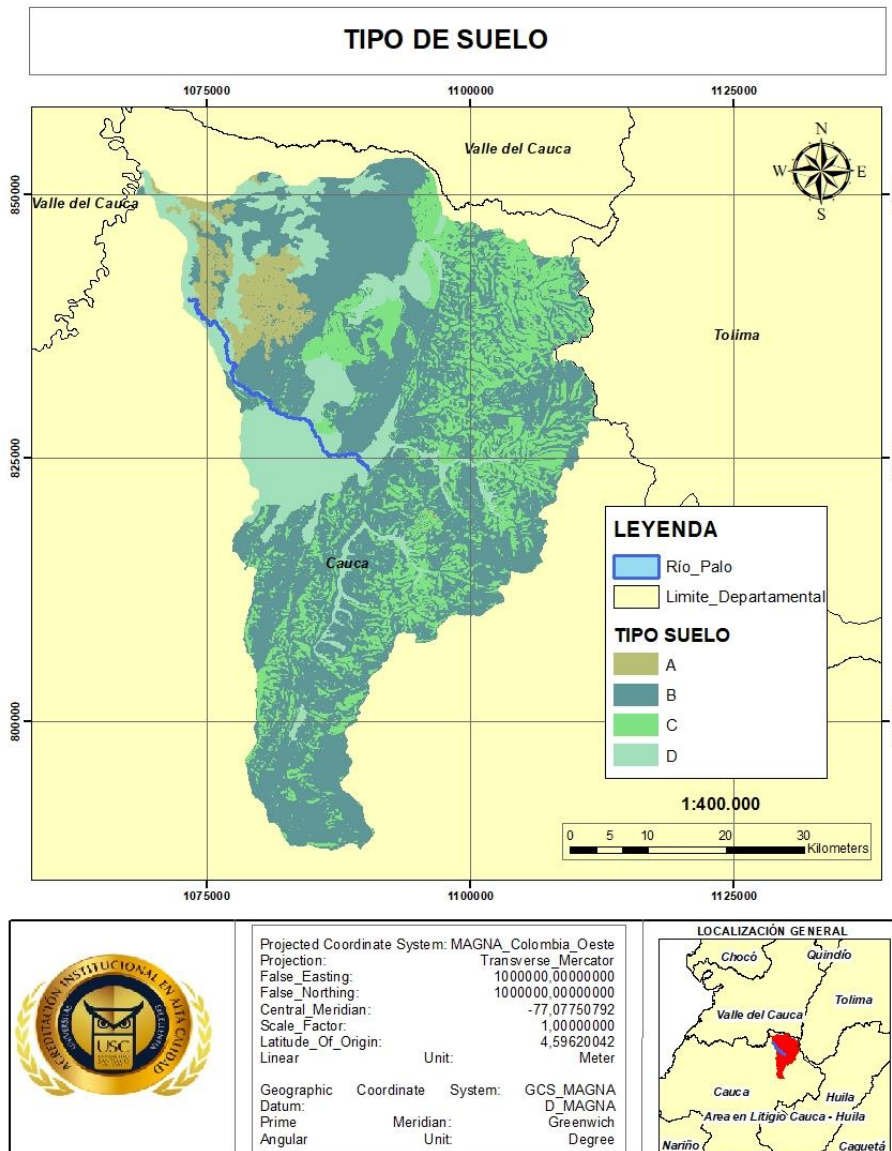 TIPO DE SUELO
1075000
1100000
1125000
850000
825000
800000
Valle del Cauca
Valle del Cauca
Tolima
Cauca
N
W
E
S
LEYENDA
Río_Palo
Limite_Departamental
TIPO SUELO
A
B
C
D
1:400.000
0 5 10 20 30
Kilometers
1075000
1100000
1125000
ACREDITACIÓN INSTITUCIONAL EN ALTA CALIDAD
USC
Projected Coordinate System: MAGNA_Colombia_Oeste
Projection: Transverse_Mercator
False_Easting: 1000000,00000000
False_Northing: 1000000,00000000
Central_Meridian: -77,07750792
Scale_Factor: 1,00000000
Latitude_Of_Origin: 4,59620042
Linear Unit: Meter
Geographic Coordinate System: GCS_MAGNA
Datum: D_MAGNA
Prime Meridian: Greenwich
Angular Unit: Degree
LOCALIZACIÓN GENERAL
Chocó
Quindío
Tolima
Valle del Cauca
Cauca
Huila
Area en Litigio Cauca - Huila
Nariño
Caquetá